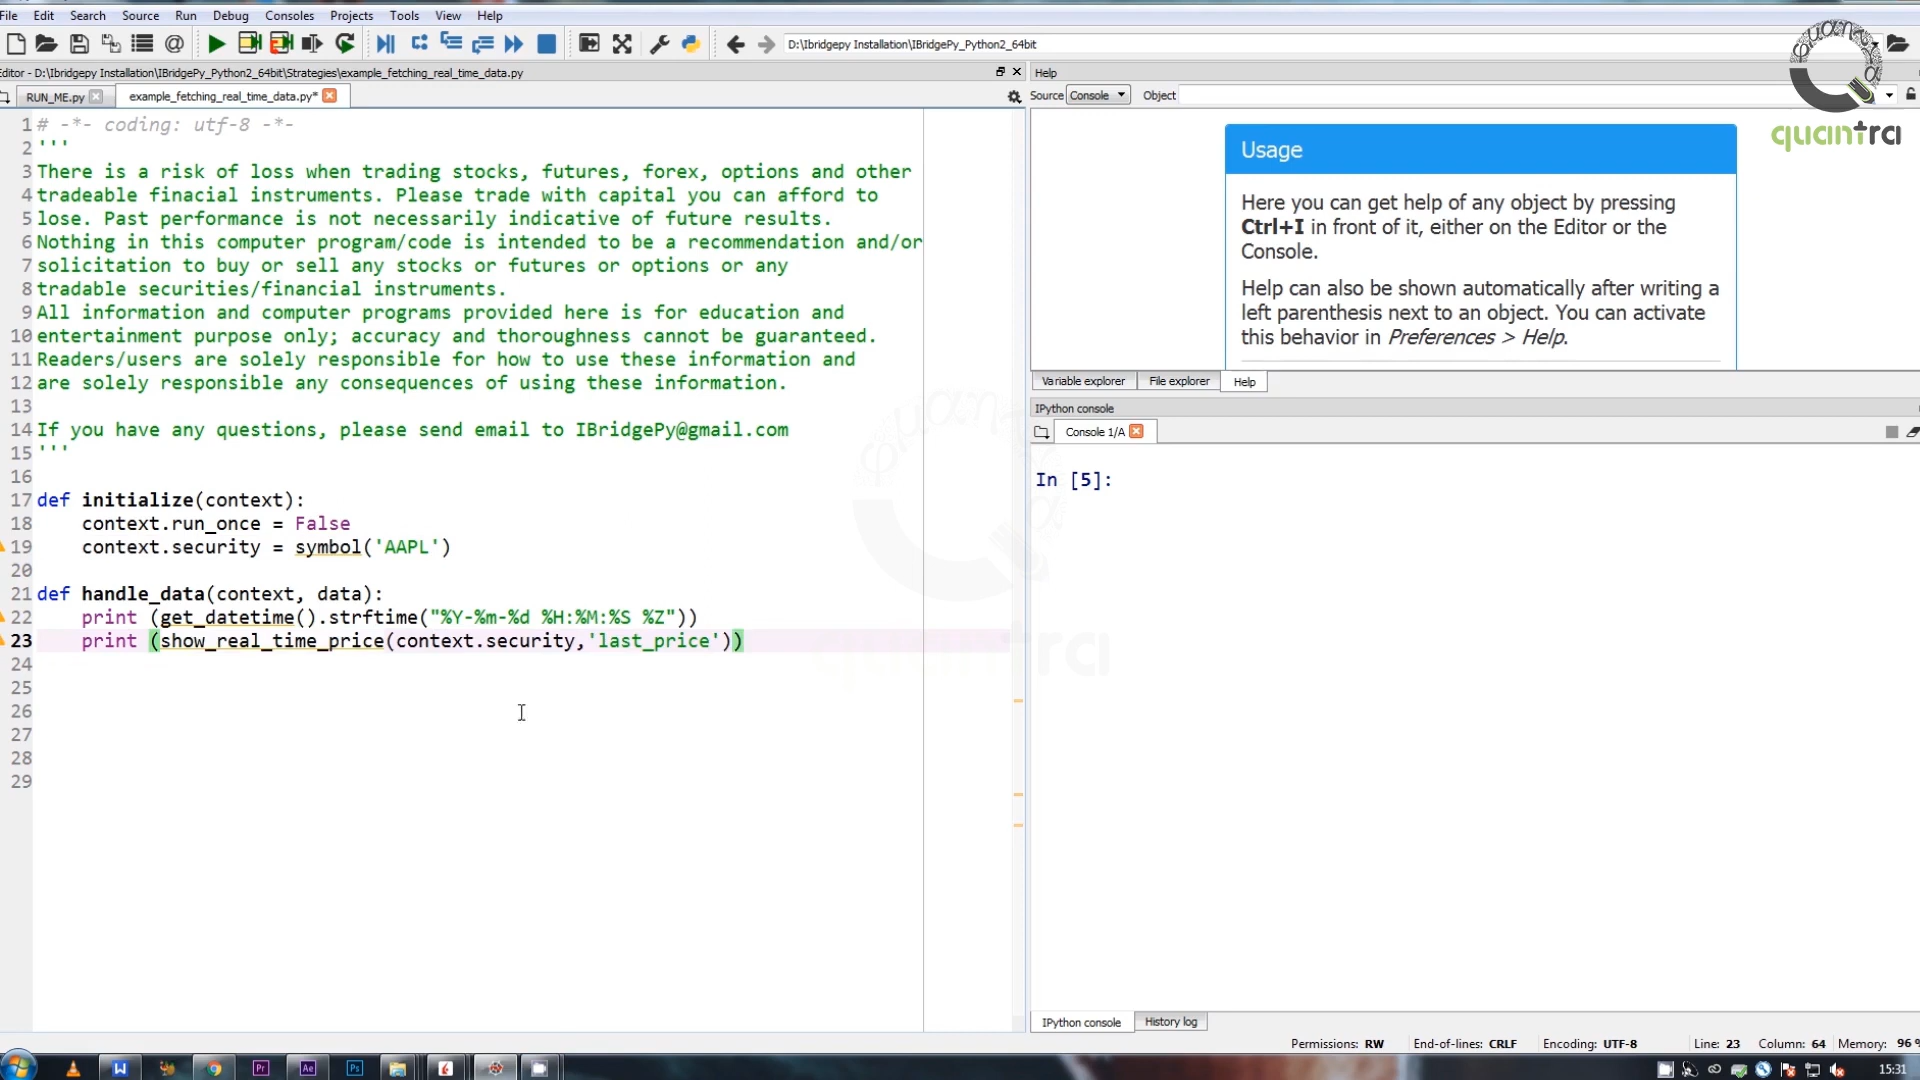 File Edit Search Source Run Debug Consoles Projects Tools View Help
D:\Ibridgepy Installation\IBridgePy_Python2_64bit
Editor - D:\Ibridgepy Installation\IBridgePy_Python2_64bit\Strategies\example_fetching_real_time_data.py
Help
RUN_ME.py example_fetching_real_time_data.py*
Source Console Object
quantra
1 # -*- coding: utf-8 -*-
2 '''
3 There is a risk of loss when trading stocks, futures, forex, options and other
4 tradeable finacial instruments. Please trade with capital you can afford to
5 lose. Past performance is not necessarily indicative of future results.
6 Nothing in this computer program/code is intended to be a recommendation and/or
7 solicitation to buy or sell any stocks or futures or options or any
8 tradable securities/financial instruments.
9 All information and computer programs provided here is for education and
10 entertainment purpose only; accuracy and thoroughness cannot be guaranteed.
11 Readers/users are solely responsible for how to use these information and
12 are solely responsible any consequences of using these information.
13
14 If you have any questions, please send email to IBridgePy@gmail.com
15 '''
16
17 def initialize(context):
18     context.run_once = False
19     context.security = symbol('AAPL')
20
21 def handle_data(context, data):
22     print (get_datetime().strftime("%Y-%m-%d %H:%M:%S %Z"))
23     print (show_real_time_price(context.security,'last_price'))
24
25
26
27
28
29
Usage
Here you can get help of any object by pressing
Ctrl+I in front of it, either on the Editor or the
Console.
Help can also be shown automatically after writing a
left parenthesis next to an object. You can activate
this behavior in Preferences > Help.
Variable explorer File explorer Help
IPython console
Console 1/A
In [5]:
quantra
IPython console History log
Permissions: RW End-of-lines: CRLF Encoding: UTF-8 Line: 23 Column: 64 Memory: 96 %
W Pr Ae Ps
15:31